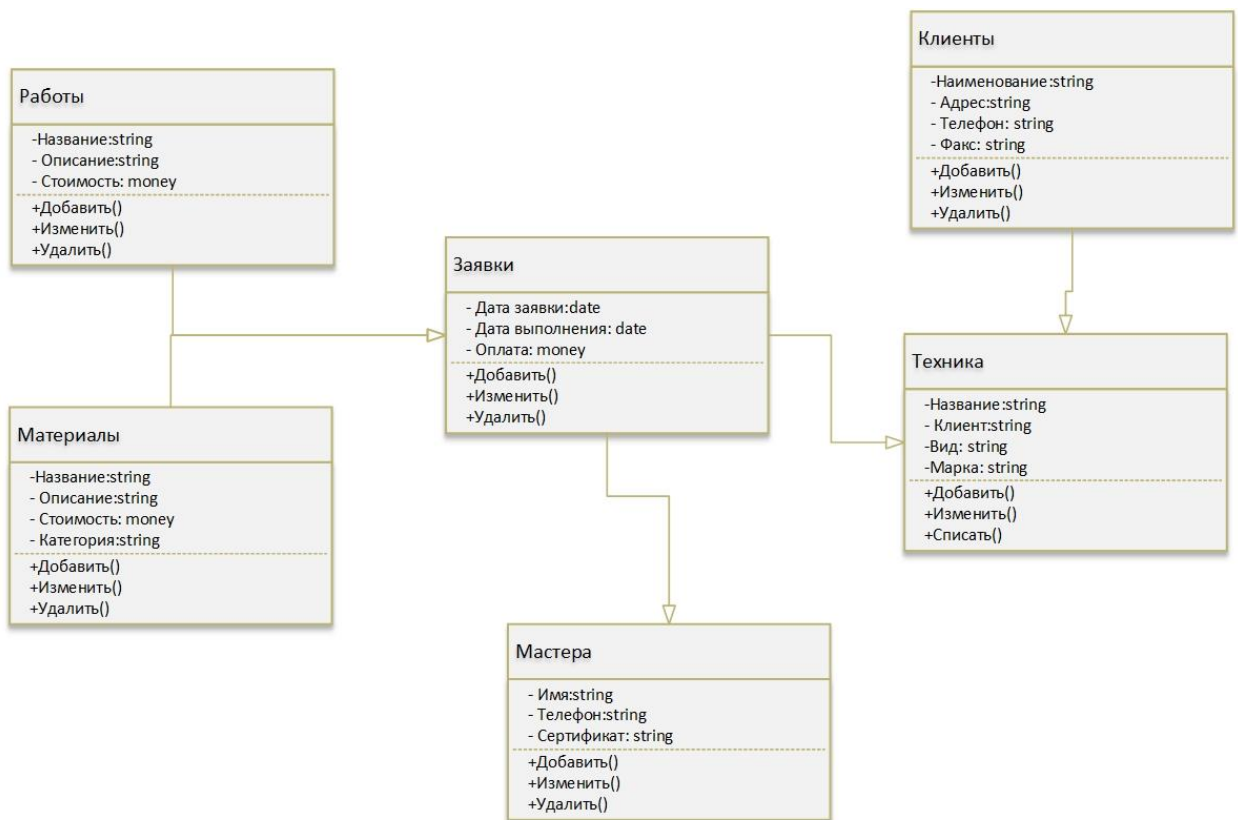 Работы
-Название:string
- Описание:string
- Стоимость: money
+Добавить()
+Изменить()
+Удалить()
Материалы
-Название:string
- Описание:string
- Стоимость: money
- Категория:string
+Добавить()
+Изменить()
+Удалить()
Заявки
- Дата заявки:date
- Дата выполнения: date
- Оплата: money
+Добавить()
+Изменить()
+Удалить()
Мастера
- Имя:string
- Телефон:string
- Сертификат: string
+Добавить()
+Изменить()
+Удалить()
Клиенты
-Наименование:string
- Адрес:string
- Телефон: string
- Факс: string
+Добавить()
+Изменить()
+Удалить()
Техника
-Название:string
- Клиент:string
-Вид: string
-Марка: string
+Добавить()
+Изменить()
+Списать()